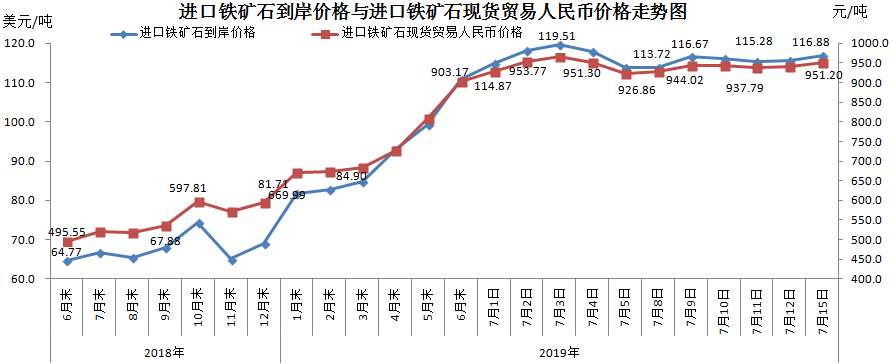 进口铁矿石到岸价格与进口铁矿石现货贸易人民币价格走势图
美元/吨
元/吨
进口铁矿石到岸价格
进口铁矿石现货贸易人民币价格
120.0
110.0
100.0
90.0
80.0
70.0
60.0
1000.0
950.0
900.0
850.0
800.0
750.0
700.0
650.0
600.0
550.0
500.0
450.0
400.0
495.55
64.77
67.88
597.81
81.71
669.99
84.90
903.17
114.87
953.77
119.51
951.30
926.86
113.72
944.02
116.67
937.79
115.28
116.88
951.20
6月末
7月末
8月末
9月末
10月末
11月末
12月末
1月末
2月末
3月末
4月末
5月末
6月末
7月1日
7月2日
7月3日
7月4日
7月5日
7月8日
7月9日
7月10日
7月11日
7月12日
7月15日
2018年
2019年